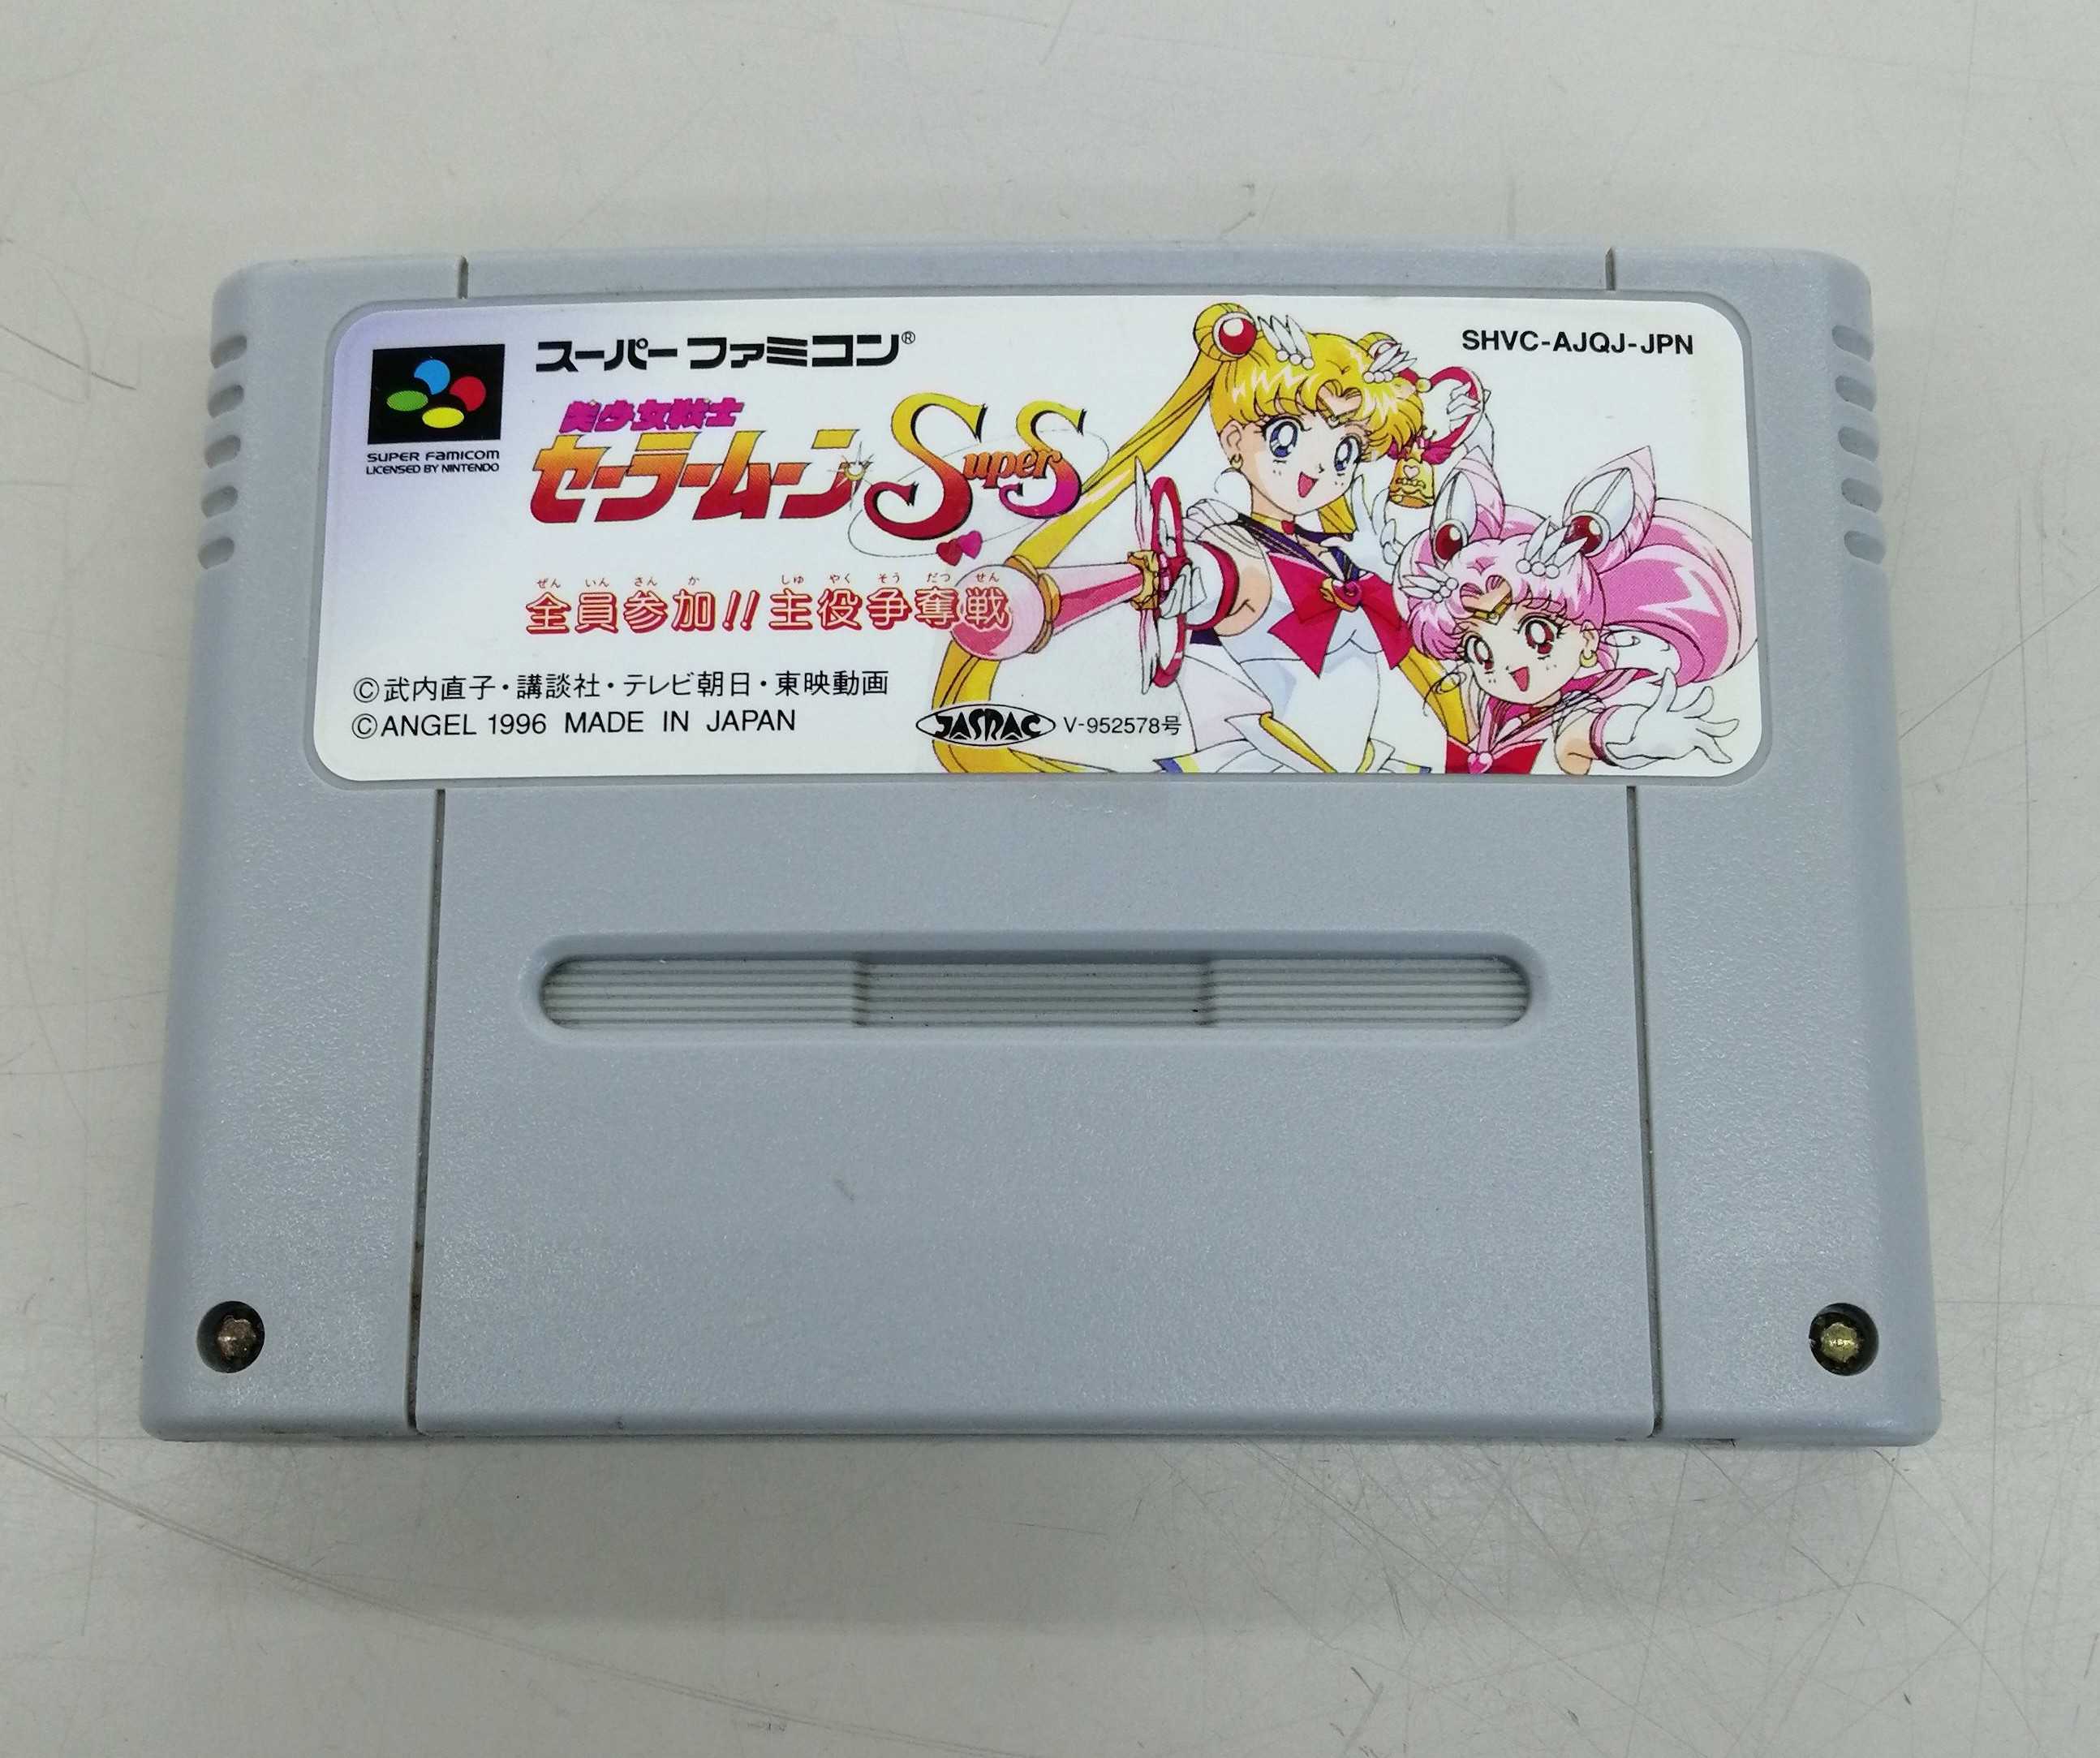 スーパーファミコン®
SHVC-AJQJ-JPN
SUPER FAMICOM
LICENSED BY NINTENDO
美少女戦士
セーラームーン SuperS
ぜんいんさんか しゅやくそうだつせん
全員参加!!主役争奪戦
©武内直子・講談社・テレビ朝日・東映動画
©ANGEL 1996 MADE IN JAPAN
JASRAC V-952578号